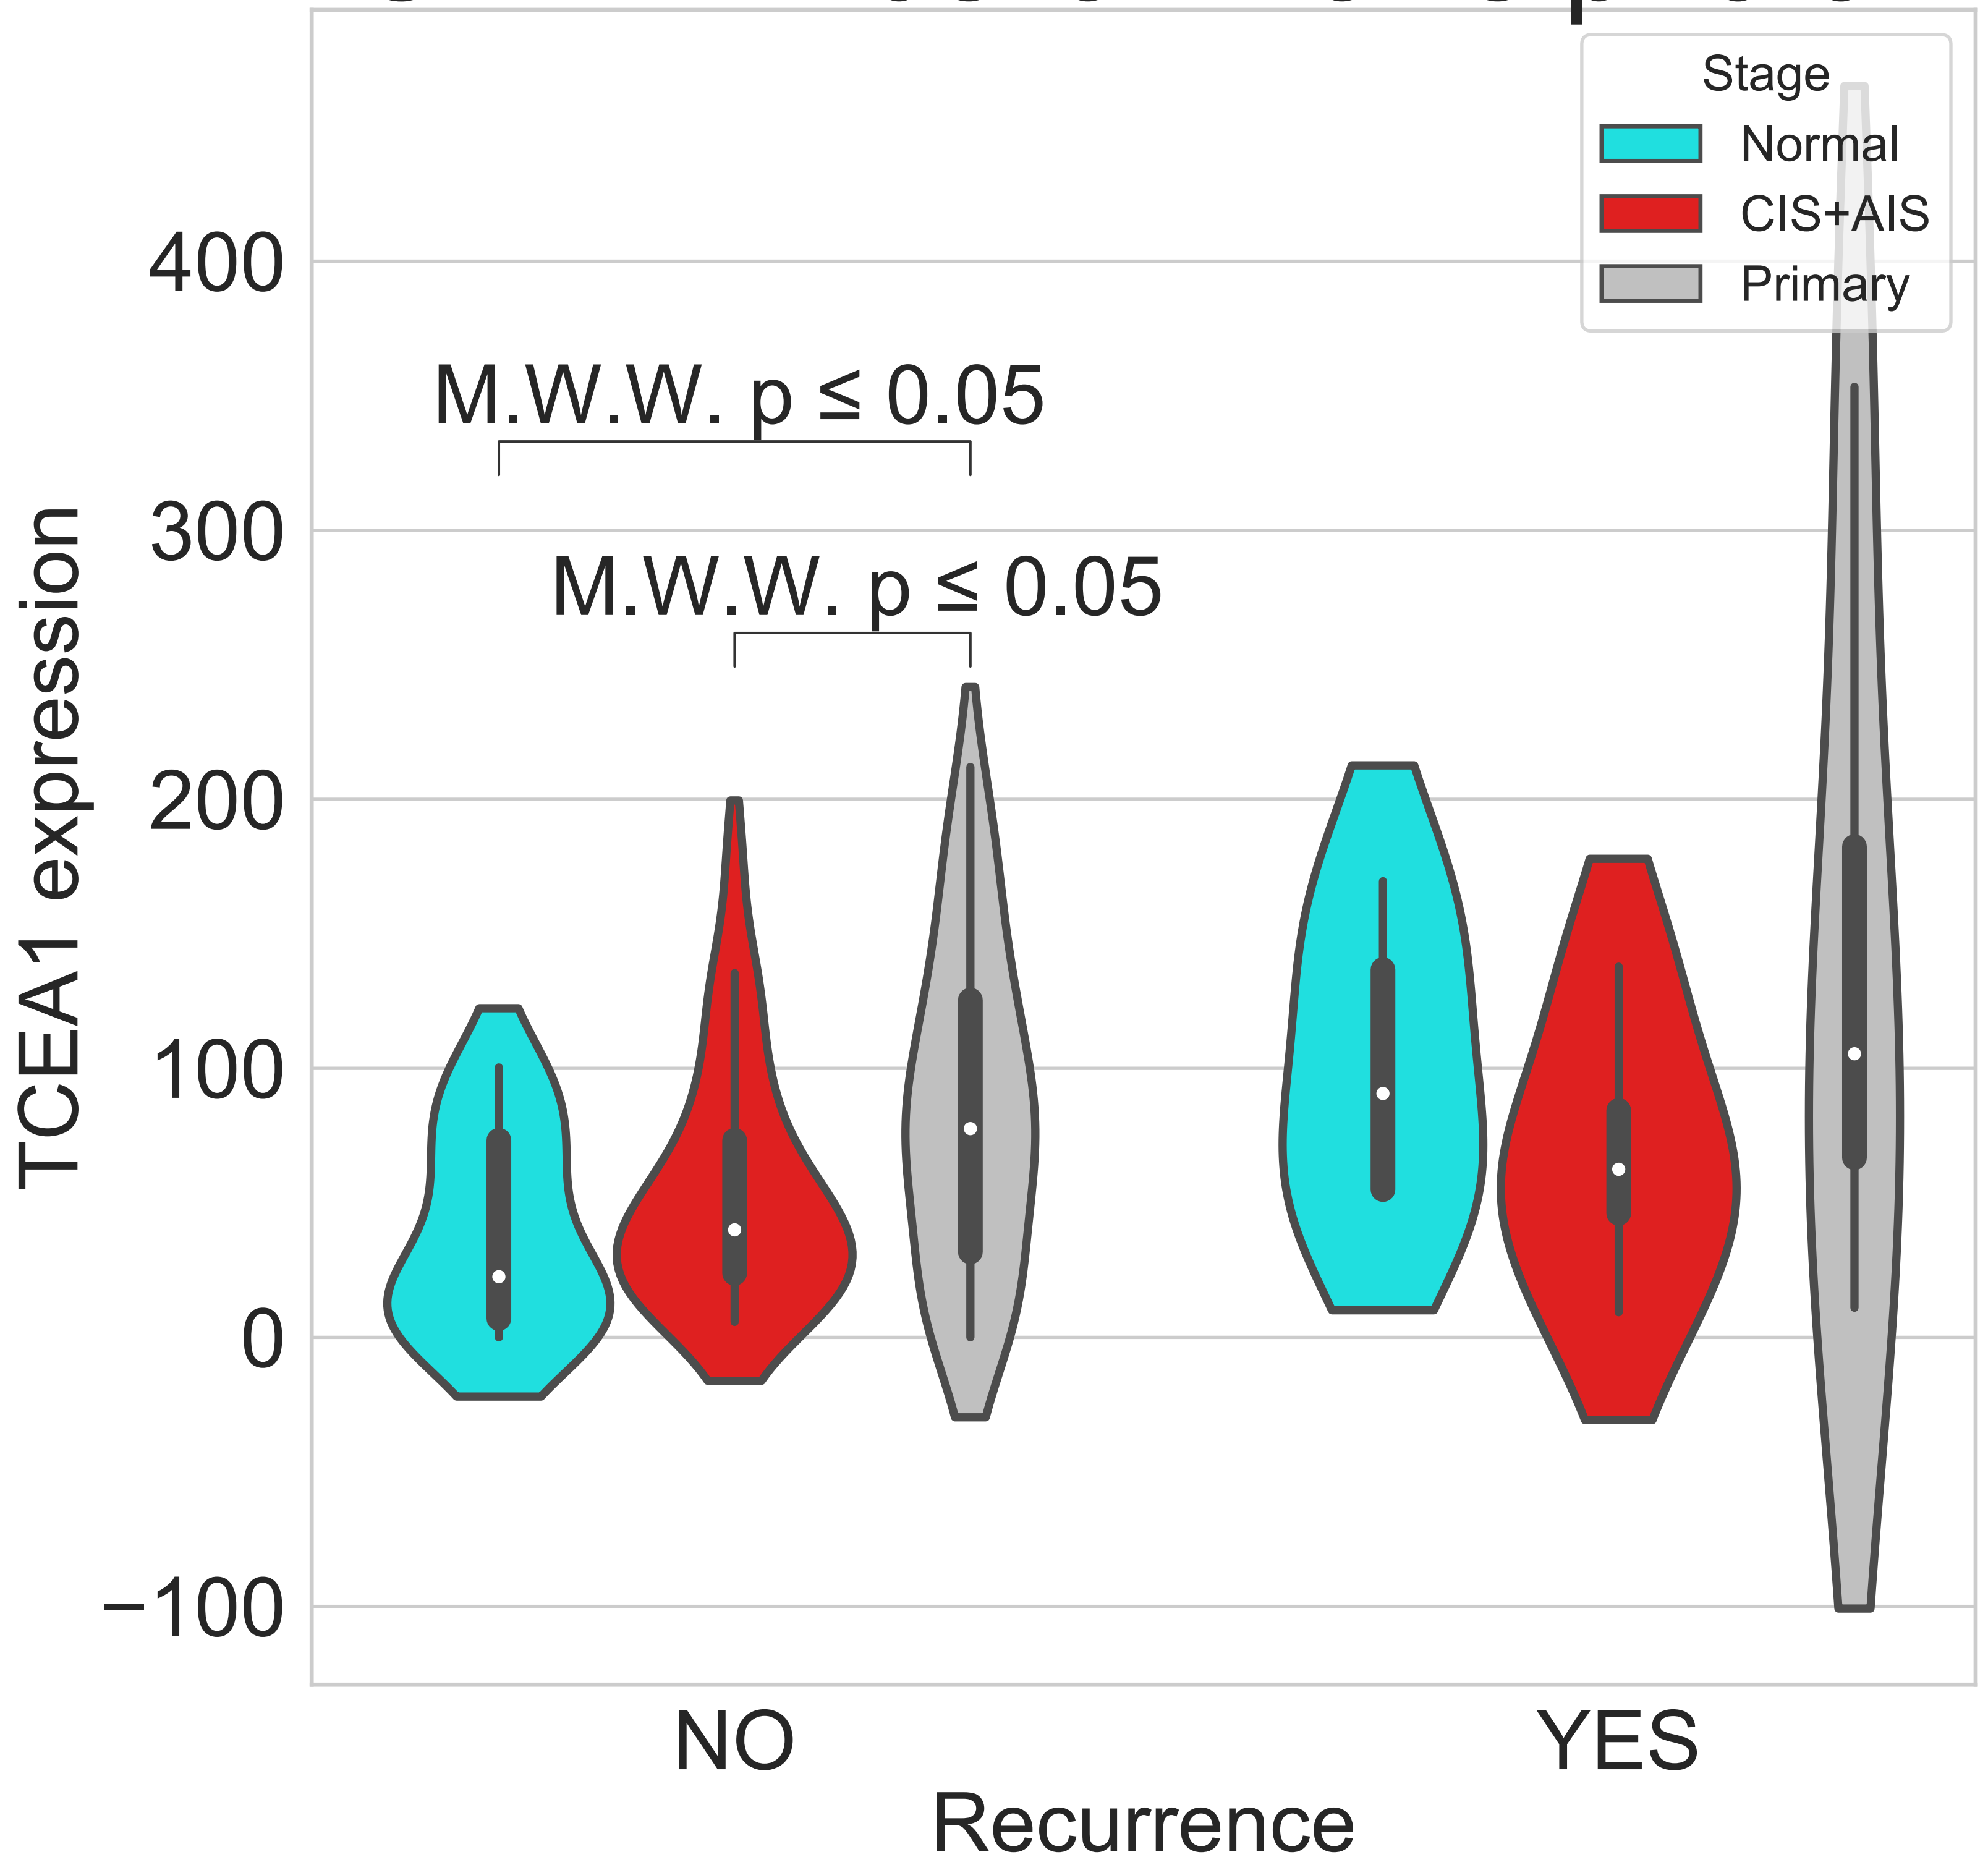 Stage
Normal
CIS+AIS
Primary
400
M.W.W. p ≤ 0.05
300
M.W.W. p ≤ 0.05
200
100
0
−100
TCEA1 expression
NO
YES
Recurrence